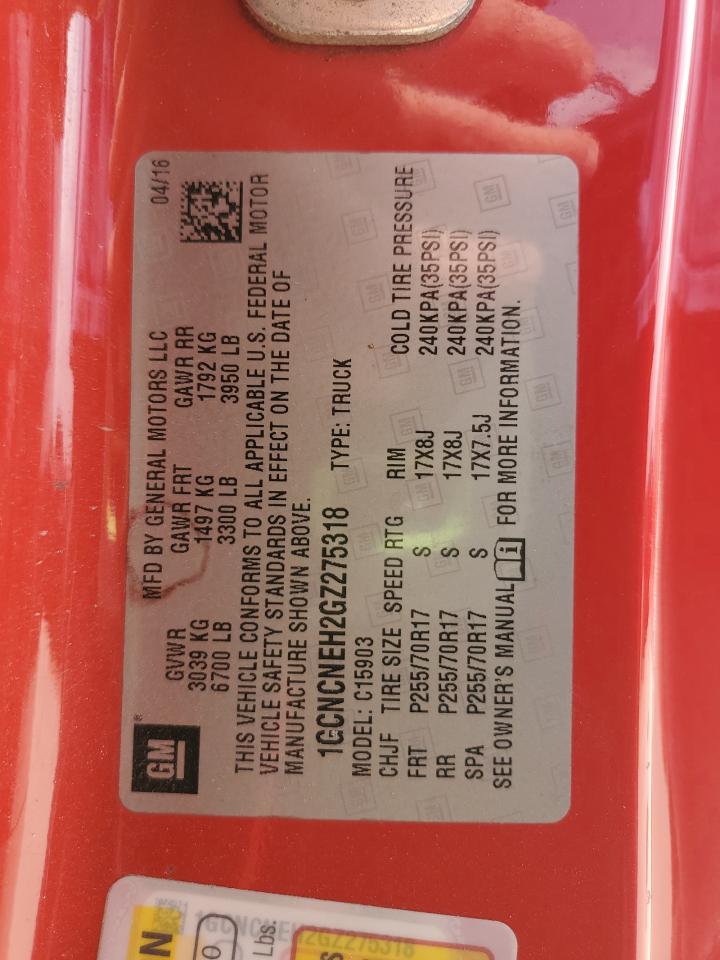 GM®
MFD BY GENERAL MOTORS LLC 04/16
GVWR GAWR FRT GAWR RR
3039 KG 1497 KG 1792 KG
6700 LB 3300 LB 3950 LB
THIS VEHICLE CONFORMS TO ALL APPLICABLE U.S. FEDERAL MOTOR
VEHICLE SAFETY STANDARDS IN EFFECT ON THE DATE OF
MANUFACTURE SHOWN ABOVE.
1GCNCNEH2GZ275318 TYPE: TRUCK
MODEL: C15903
CHJF TIRE SIZE SPEED RTG RIM COLD TIRE PRESSURE
FRT P255/70R17 S 17X8J 240KPA(35PSI)
RR P255/70R17 S 17X8J 240KPA(35PSI)
SPA P255/70R17 S 17X7.5J 240KPA(35PSI)
SEE OWNER'S MANUAL i FOR MORE INFORMATION.
1GCNCNEH2GZ275318
N
Lbs.
S